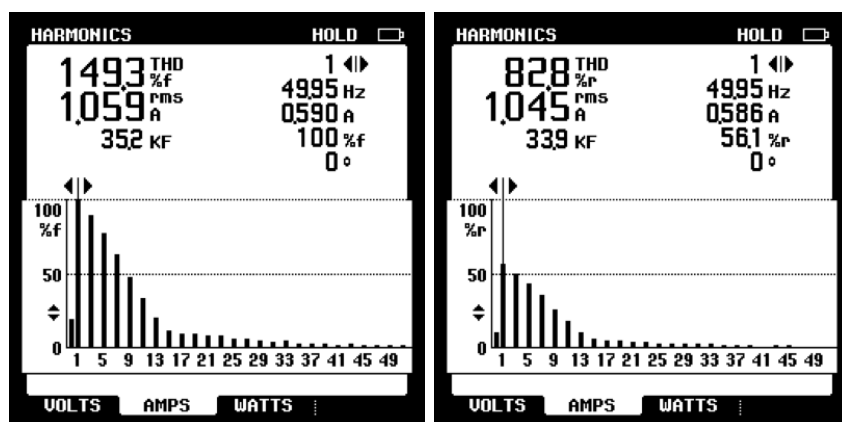 HARMONICS HOLD
149.3 THD %f 1
1.059 rms A 49.95 Hz
0.590 A
35.2 KF 100 %f
0 °
100
%f
50
0
1 5 9 13 17 21 25 29 33 37 41 45 49
VOLTS AMPS WATTS
HARMONICS HOLD
82.8 THD %r 1
1.045 rms A 49.95 Hz
0.586 A
33.9 KF 56.1 %r
0 °
100
%r
50
0
1 5 9 13 17 21 25 29 33 37 41 45 49
VOLTS AMPS WATTS